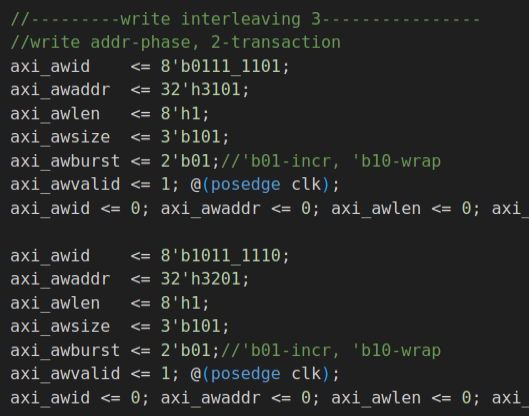 //---------write interleaving 3----------------
//write addr-phase, 2-transaction
axi_awid    <= 8'b0111_1101;
axi_awaddr  <= 32'h3101;
axi_awlen   <= 8'h1;
axi_awsize  <= 3'b101;
axi_awburst <= 2'b01;//'b01-incr, 'b10-wrap
axi_awvalid <= 1; @(posedge clk);
axi_awid <= 0; axi_awaddr <= 0; axi_awlen <= 0; axi_
axi_awid    <= 8'b1011_1110;
axi_awaddr  <= 32'h3201;
axi_awlen   <= 8'h1;
axi_awsize  <= 3'b101;
axi_awburst <= 2'b01;//'b01-incr, 'b10-wrap
axi_awvalid <= 1; @(posedge clk);
axi_awid <= 0; axi_awaddr <= 0; axi_awlen <= 0; axi_